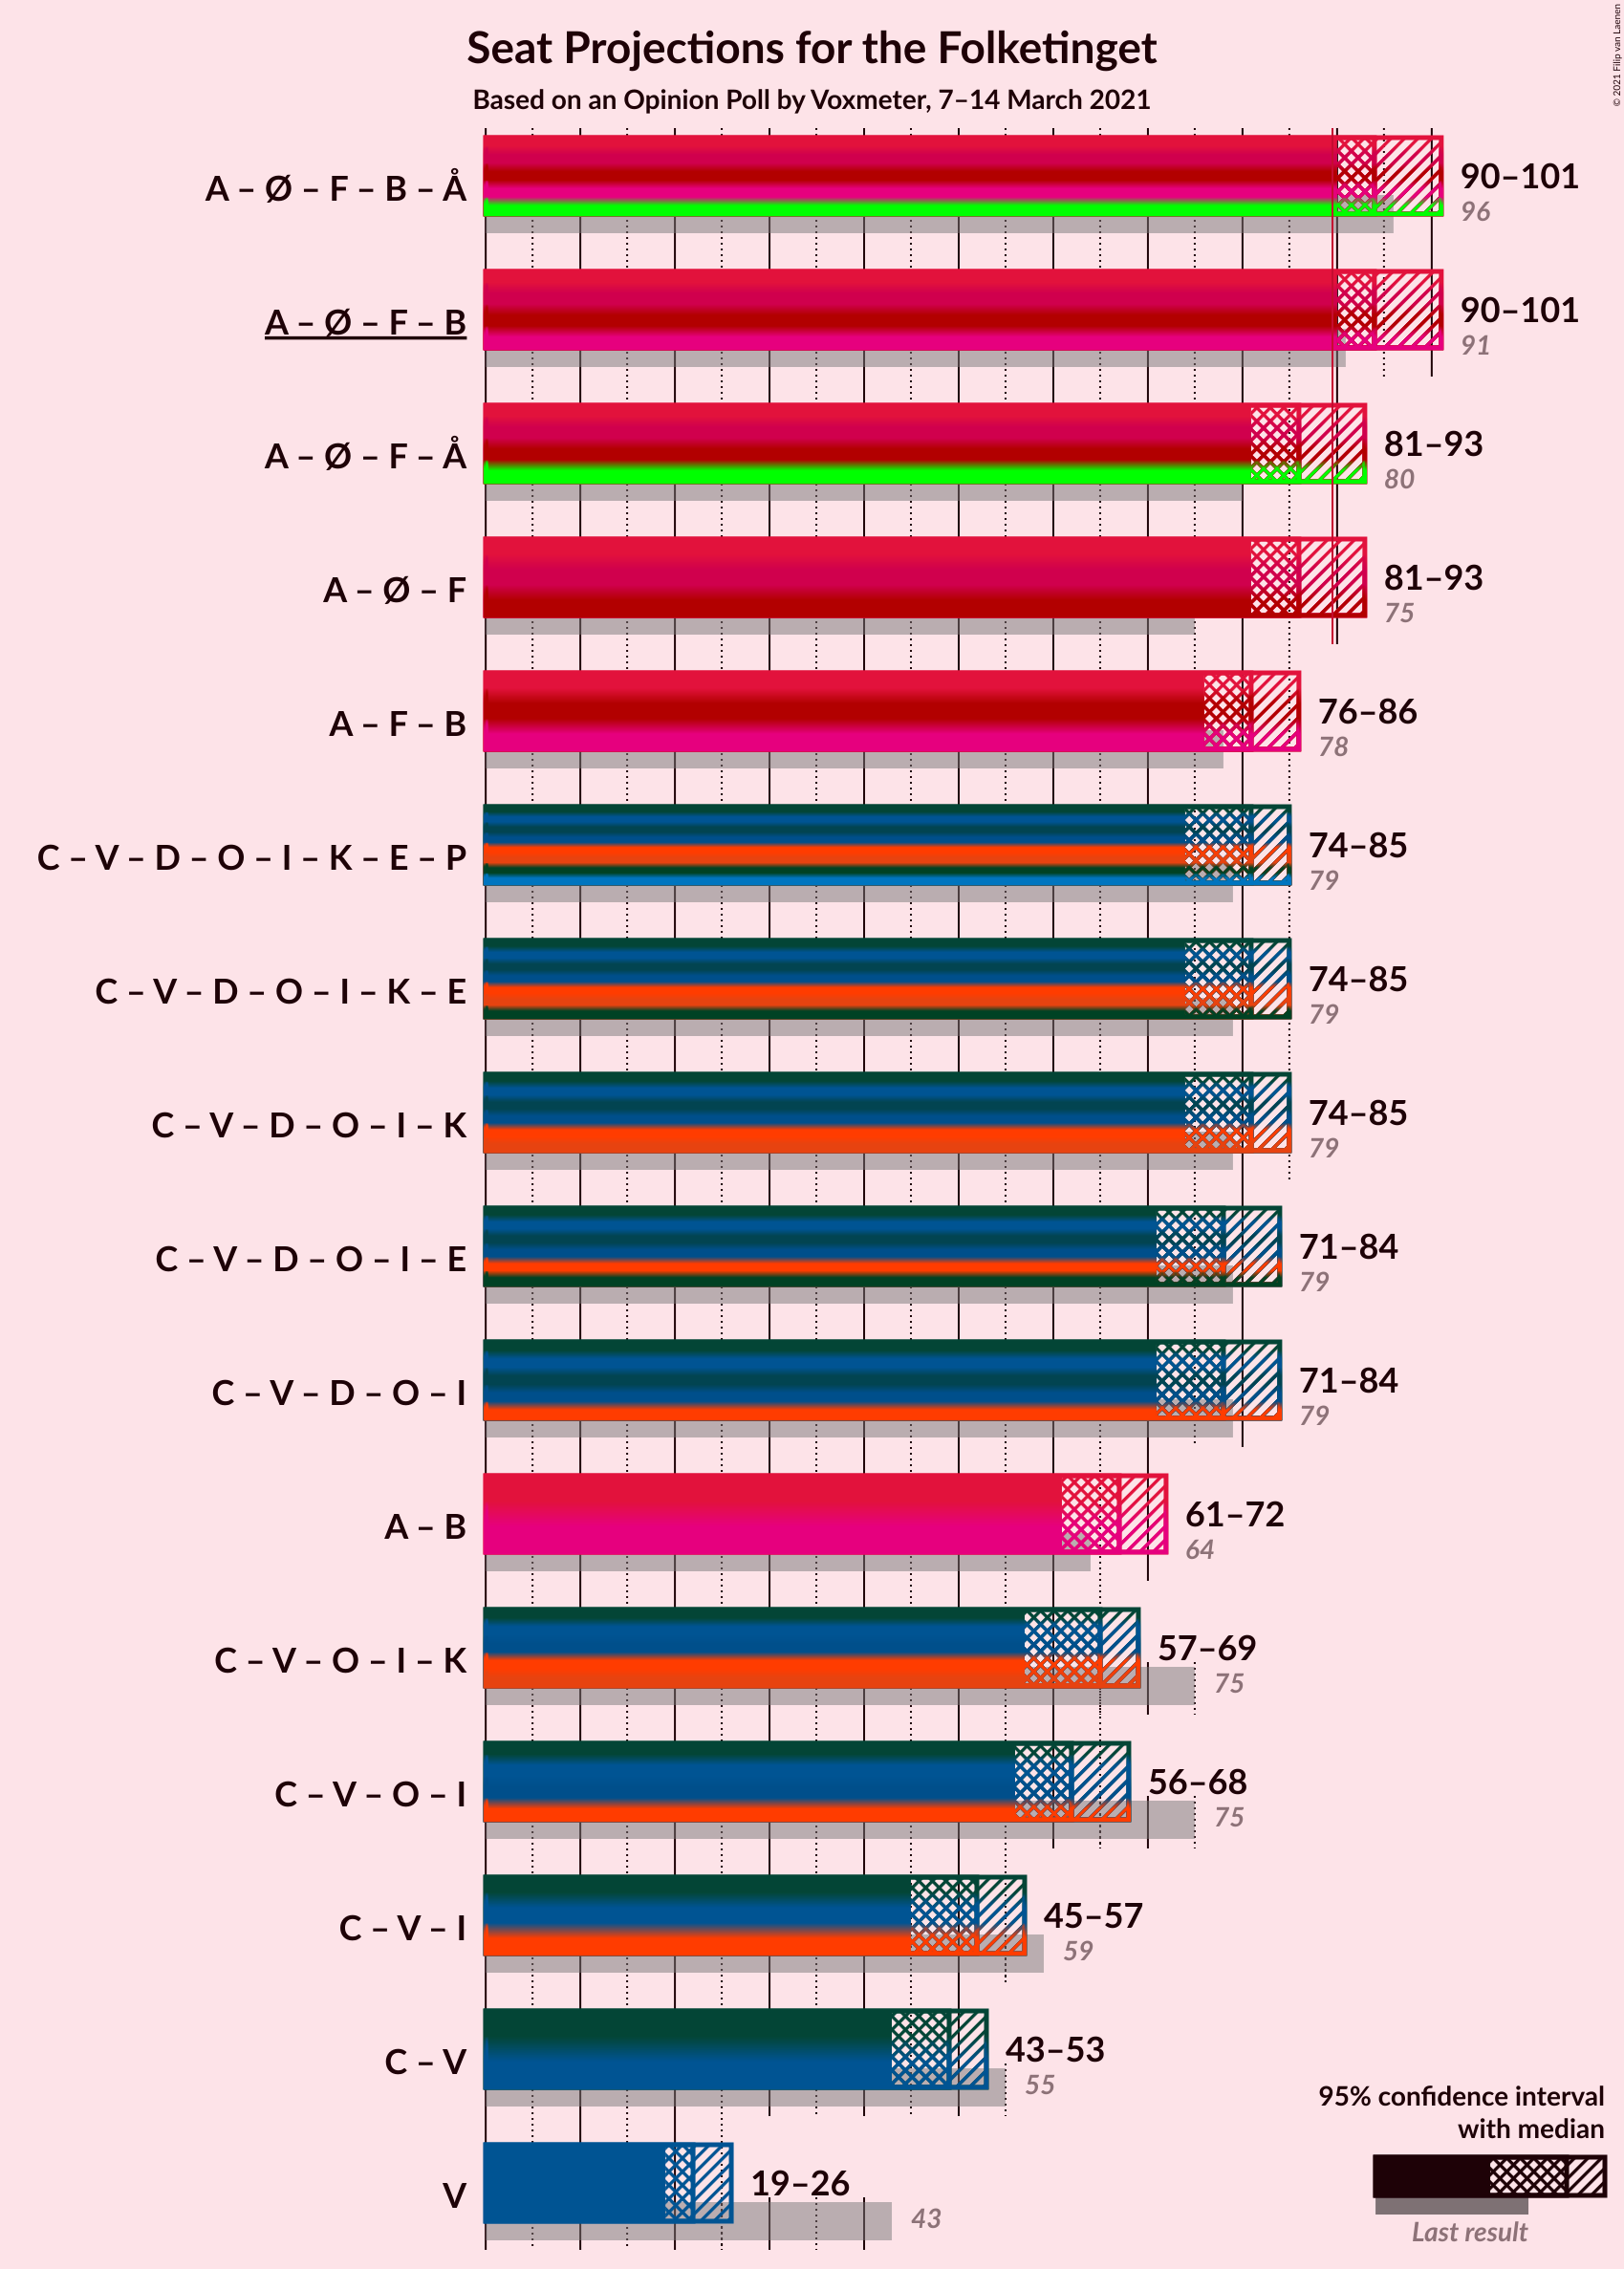 Seat Projections for the Folketinget
Based on an Opinion Poll by Voxmeter, 7–14 March 2021
© 2021 Filip van Laenen
A – Ø – F – B – Å
90–101
96
A – Ø – F – B
90–101
91
A – Ø – F – Å
81–93
80
A – Ø – F
81–93
75
A – F – B
76–86
78
C – V – D – O – I – K – E – P
74–85
79
C – V – D – O – I – K – E
74–85
79
C – V – D – O – I – K
74–85
79
C – V – D – O – I – E
71–84
79
C – V – D – O – I
71–84
79
A – B
61–72
64
C – V – O – I – K
57–69
75
C – V – O – I
56–68
75
C – V – I
45–57
59
C – V
43–53
55
V
19–26
43
95% confidence interval
with median
Last result